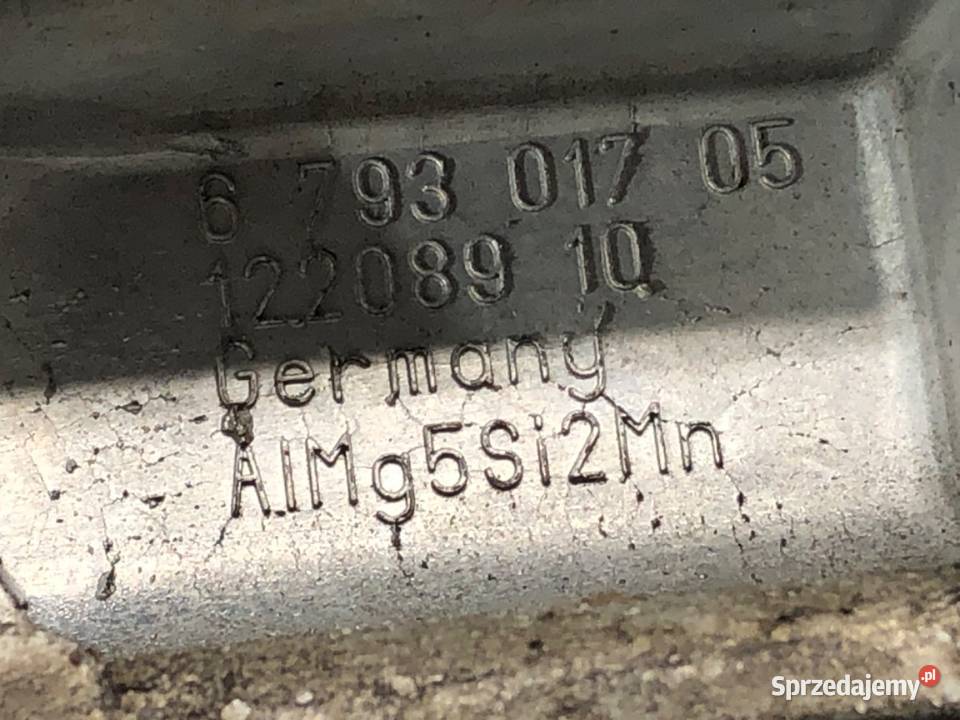 6 793 017 05
122089 10
Germany
AlMg5Si2Mn
Sprzedajemy.pl